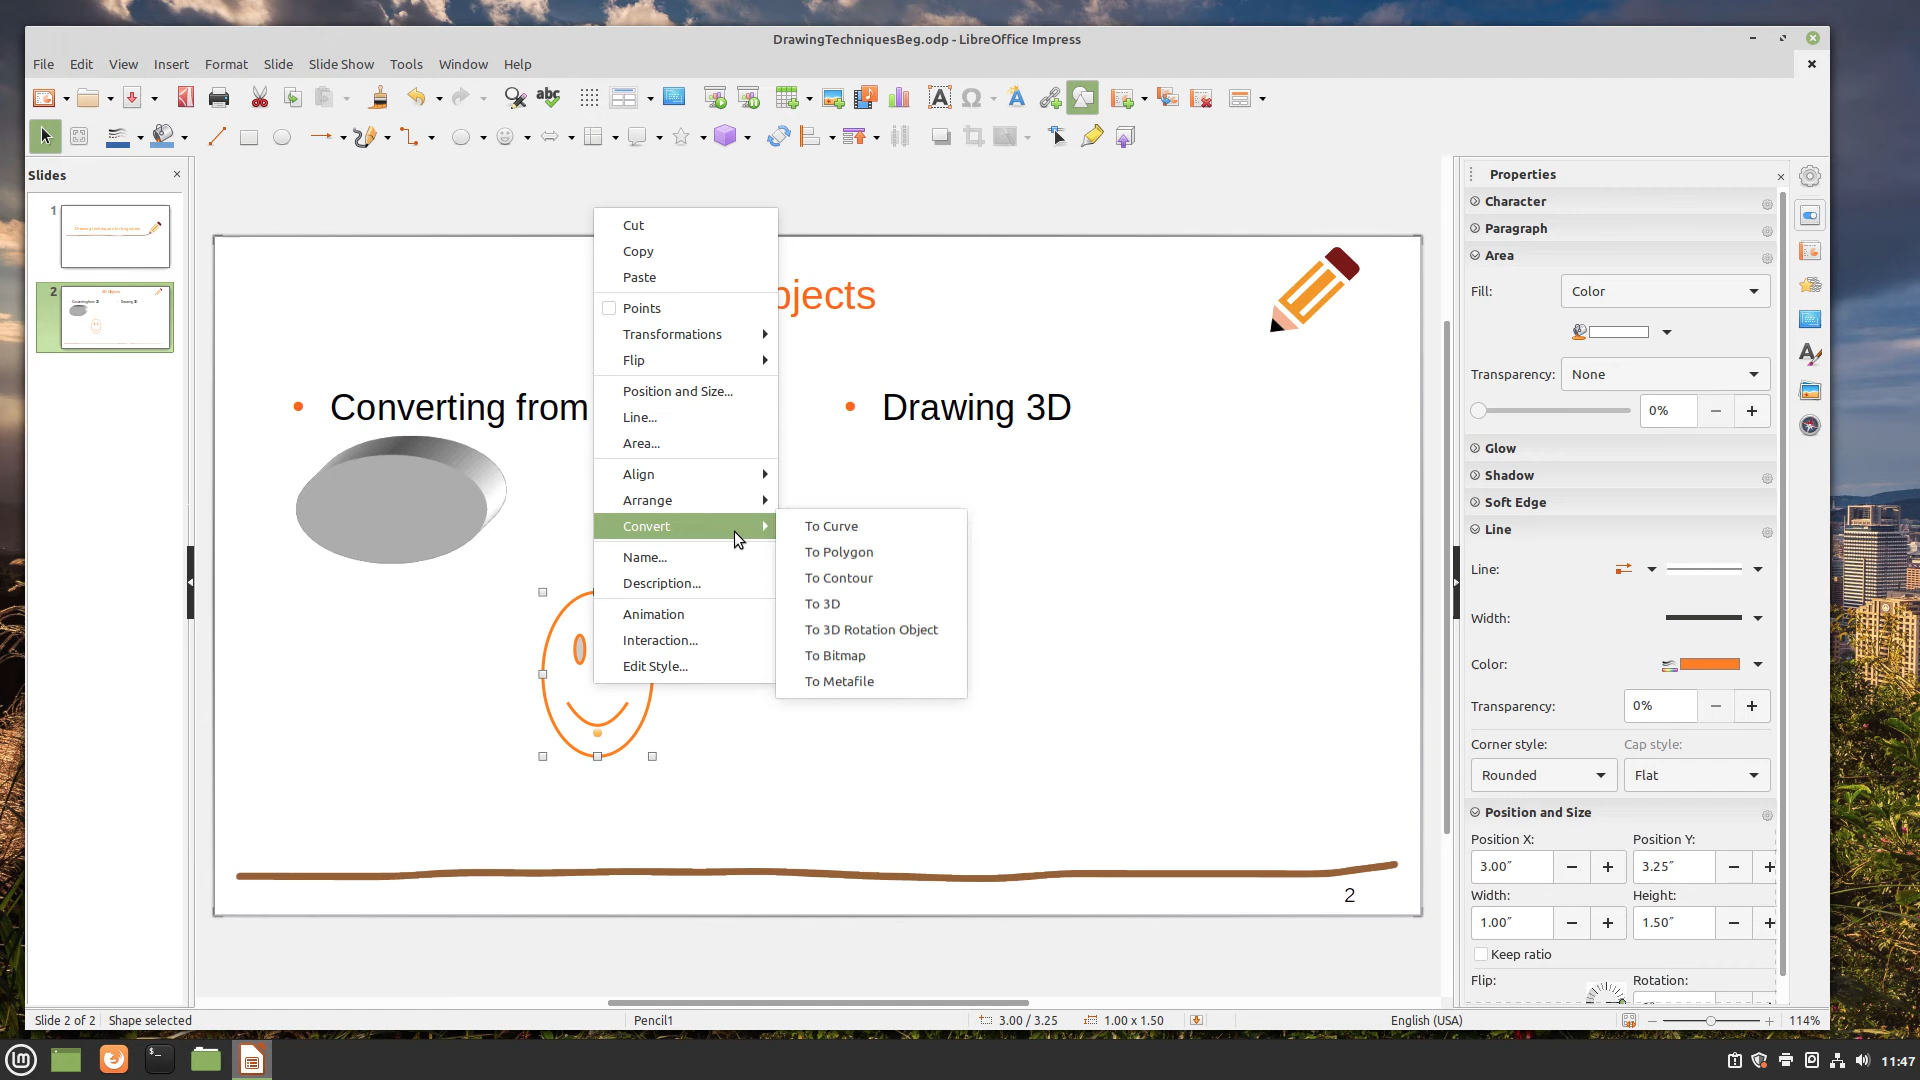 DrawingTechniquesBeg.odp - LibreOffice Impress
File Edit View Insert Format Slide Slide Show Tools Window Help
Slides
1
Drawing techniques for beginners
2
Cut
Copy
Paste
Points
Transformations
Flip
Position and Size...
Line...
Area...
Align
Arrange
Convert
Name...
Description...
Animation
Interaction...
Edit Style...
To Curve
To Polygon
To Contour
To 3D
To 3D Rotation Object
To Bitmap
To Metafile
bjects
• Converting from
• Drawing 3D
2
Properties
Character
Paragraph
Area
Fill: Color
Transparency: None
0%
Glow
Shadow
Soft Edge
Line
Line:
Width:
Color:
Transparency: 0%
Corner style: Cap style:
Rounded Flat
Position and Size
Position X: Position Y:
3.00″ 3.25″
Width: Height:
1.00″ 1.50″
Keep ratio
Flip: Rotation:
Slide 2 of 2 Shape selected Pencil1 3.00 / 3.25 1.00 x 1.50 English (USA) 114%
11:47